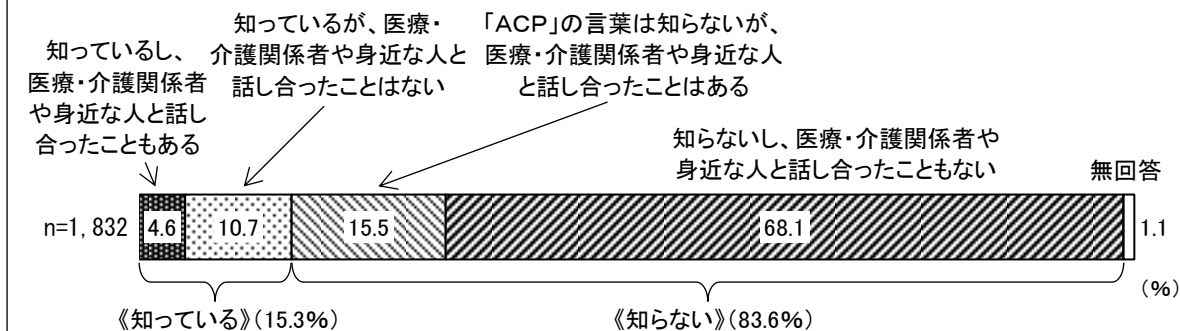 知っているし、
医療・介護関係者
や身近な人と話し
合ったこともある
知っているが、医療・
介護関係者や身近な人と
話し合ったことはない
「ACP」の言葉は知らないが、
医療・介護関係者や身近な人
と話し合ったことはある
知らないし、医療・介護関係者や
身近な人と話し合ったこともない
無回答
n=1,832 4.6 10.7 15.5 68.1 1.1
(%)
《知っている》(15.3%) 《知らない》(83.6%)